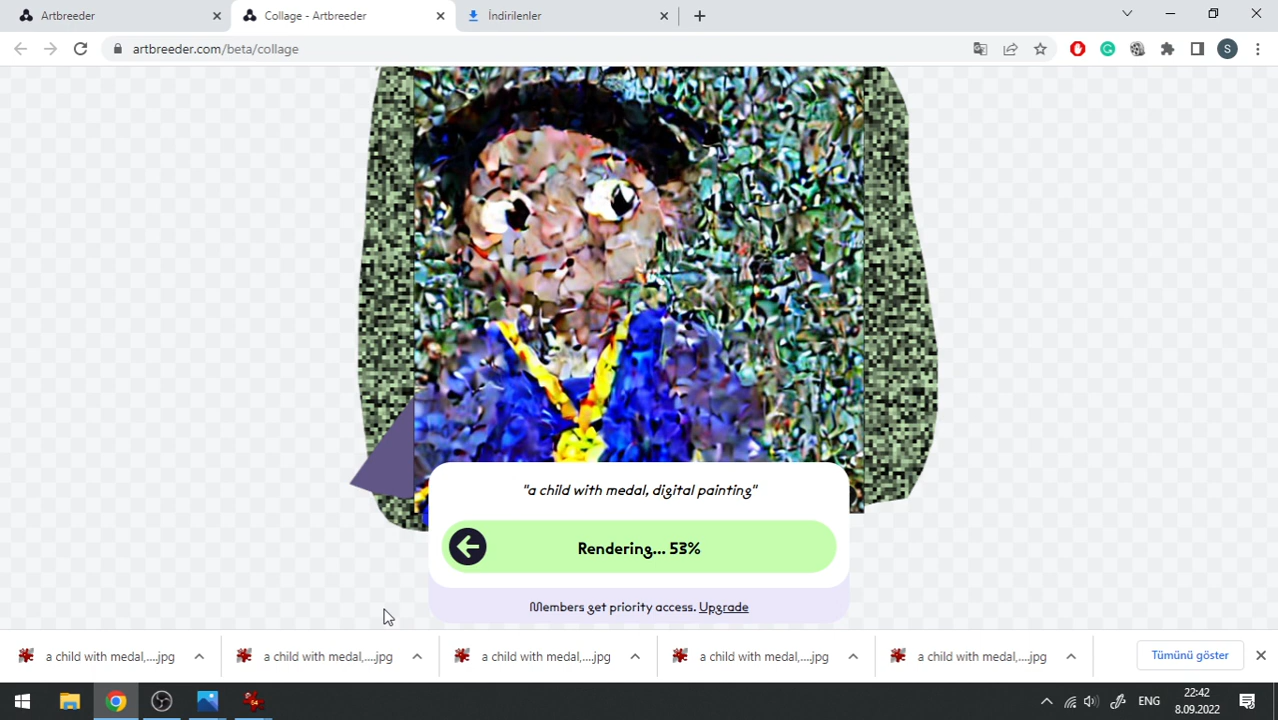 Artbreeder
Collage - Artbreeder
İndirilenler
artbreeder.com/beta/collage
S
"a child with medal, digital painting"
Rendering... 53%
Members get priority access. Upgrade
a child with medal,....jpg
a child with medal,....jpg
a child with medal,....jpg
a child with medal,....jpg
a child with medal,....jpg
Tümünü göster
64
ENG
22:42
8.09.2022